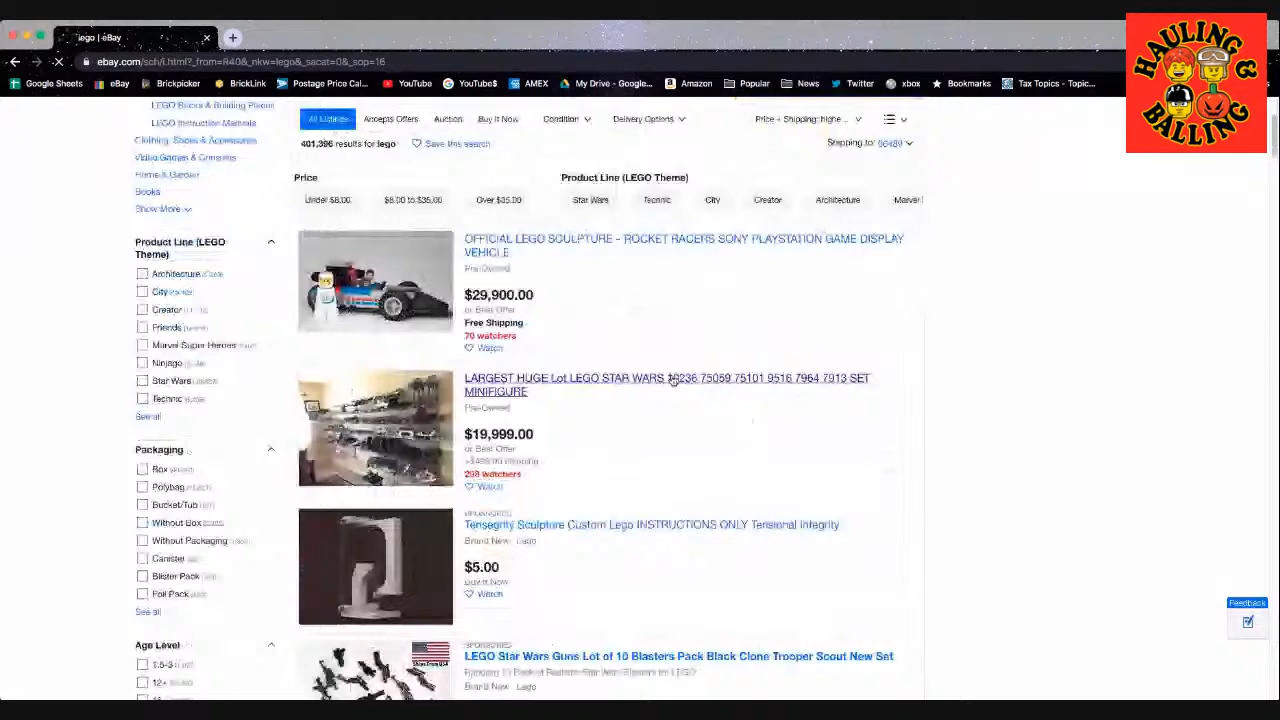 lego | eBay
ebay.com/sch/i.html?_from=R40&_nkw=lego&_sacat=0&_sop=16
Google Sheets eBay Brickpicker BrickLink Postage Price Cal... YouTube YouTube! AMEX My Drive - Googl... Amazon Popular News Twitter xbox Bookmarks Tax Topics - Topic...
HAULING
BALLING
LEGO Bricks & Building Pieces
LEGO Instruction Manuals
Clothing, Shoes & Accessories
Video Games & Consoles
Home & Garden
Books
Show More
All Listings Accepts Offers Auction Buy It Now Condition Delivery Options Price + Shipping: highe...
401,396 results for lego Save this search Shipping to: 06489
Price Product Line (LEGO Theme)
Under $8.00 $8.00 to $35.00 Over $35.00 Star Wars Technic City Creator Architecture Marvel
Product Line (LEGO
Theme)
Architecture
City
Creator
Friends
Marvel Super Heroes
Ninjago
Star Wars
Technic
See all
Packaging
Box
Polybag
Bucket/Tub
Without Box
Without Packaging
Canister
Blister Pack
Foil Pack
See all
Age Level
1.5-3
12+
OFFICIAL LEGO SCULPTURE - ROCKET RACERS SONY PLAYSTATION GAME DISPLAY
VEHICLE
Pre-Owned
$29,900.00
or Best Offer
Free Shipping
70 watchers
Watch
LARGEST HUGE Lot LEGO STAR WARS 10236 75059 75101 9516 7964 7913 SET
MINIFIGURE
Pre-Owned
$19,999.00
or Best Offer
shipping
298 watchers
Watch
SPONSORED
Tensegrity Sculpture Custom Lego INSTRUCTIONS ONLY Tensional Integrity
Brand New Lego
$5.00
Buy It Now
Watch
SPONSORED
LEGO Star Wars Guns Lot of 10 Blasters Pack Black Clone Trooper Scout New Set
Brand New Lego
Ships From USA
Feedback